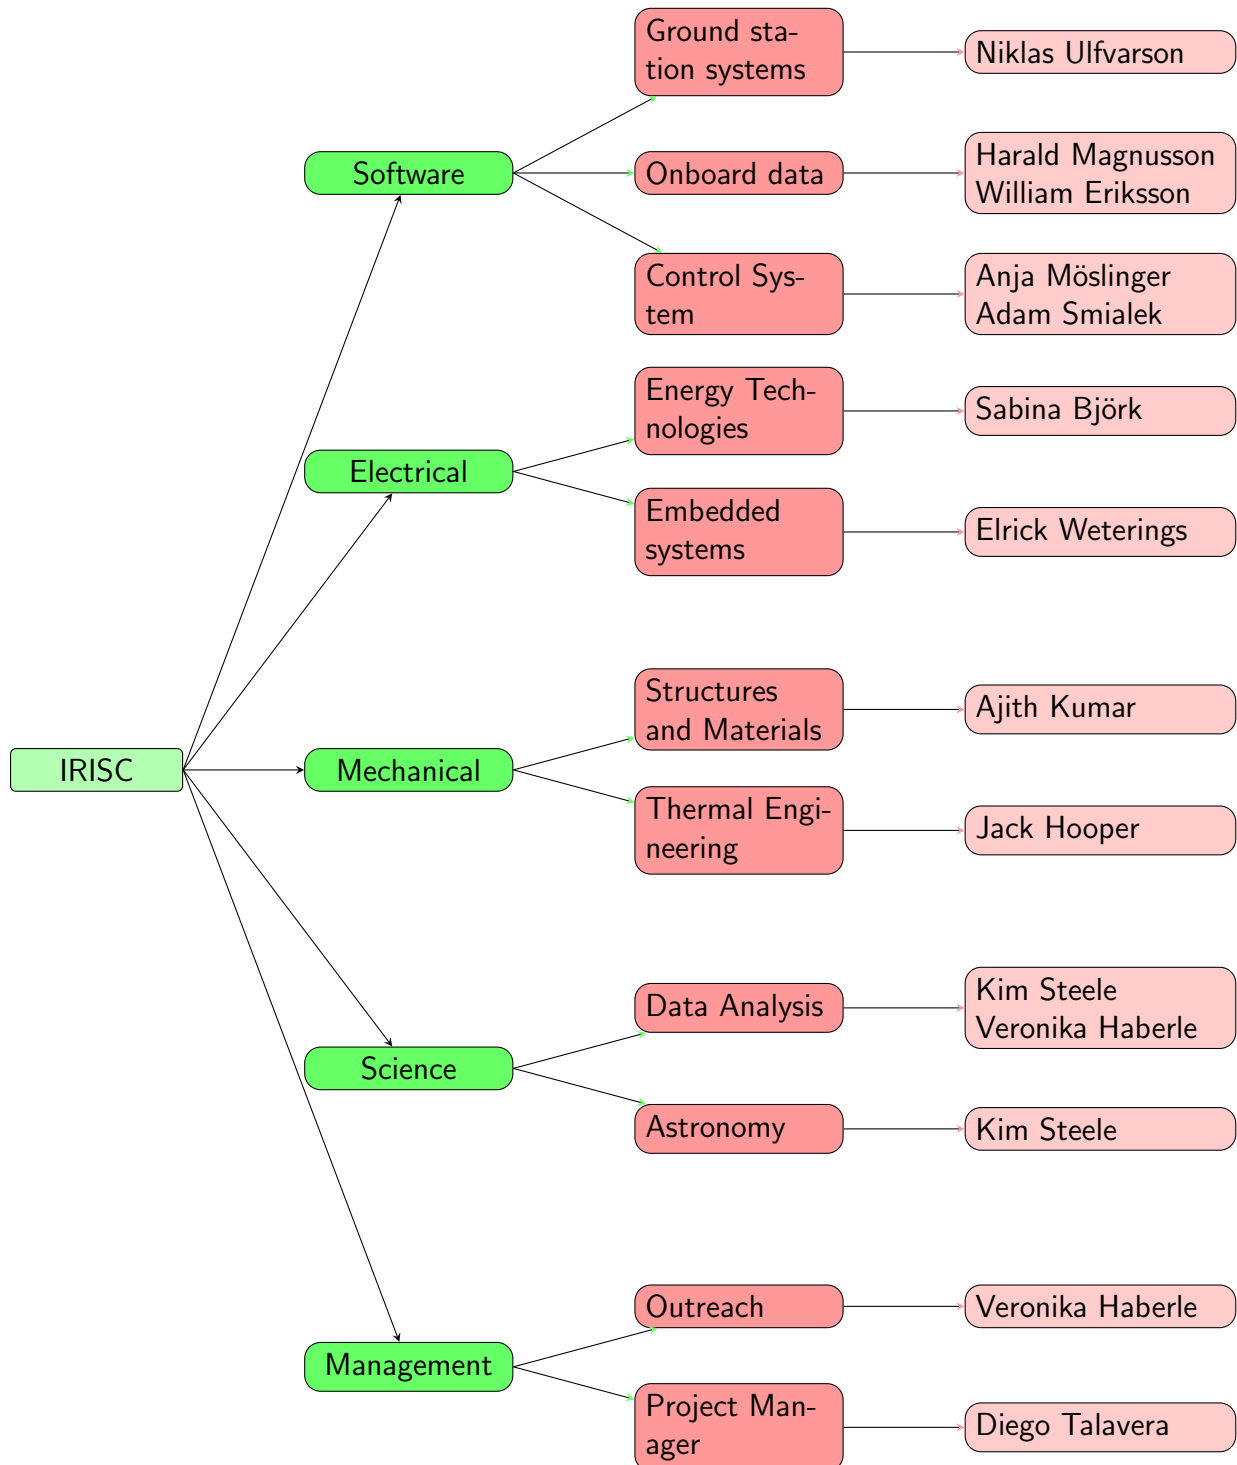 Ground sta-
tion systems
Niklas Ulfvarson
Software
Onboard data
Harald Magnusson
William Eriksson
Control Sys-
tem
Anja Möslinger
Adam Smialek
Energy Tech-
nologies
Sabina Björk
Electrical
Embedded
systems
Elrick Weterings
Structures
and Materials
Ajith Kumar
IRISC
Mechanical
Thermal Engi-
neering
Jack Hooper
Data Analysis
Kim Steele
Veronika Haberle
Science
Astronomy
Kim Steele
Outreach
Veronika Haberle
Management
Project Man-
ager
Diego Talavera